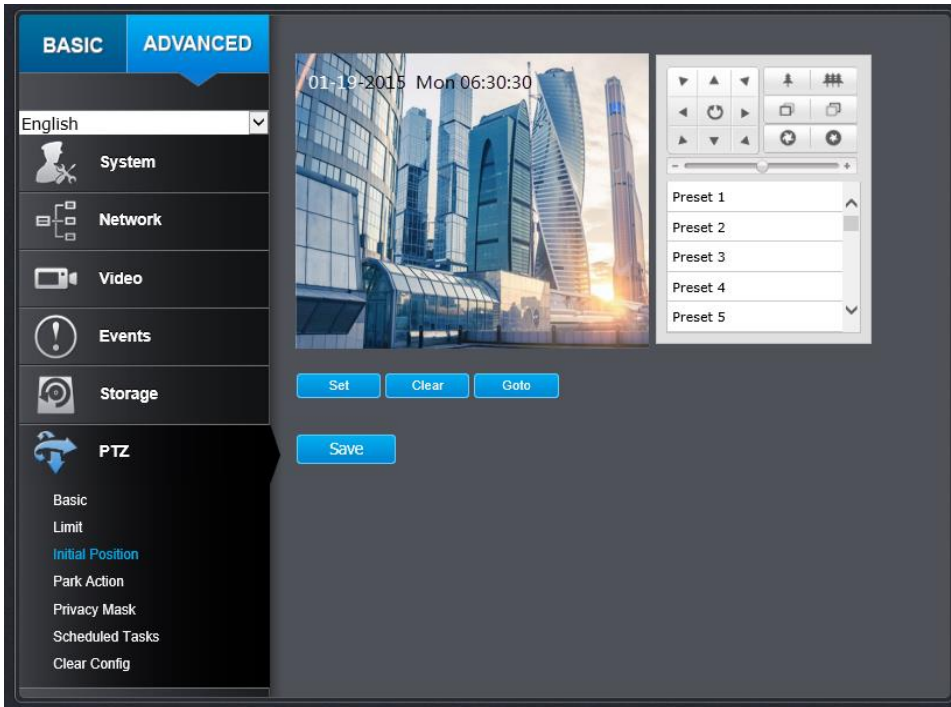 BASIC ADVANCED
English
System
Network
Video
Events
Storage
PTZ
Basic
Limit
Initial Position
Park Action
Privacy Mask
Scheduled Tasks
Clear Config
01-19-2015 Mon 06:30:30
- +
Preset 1
Preset 2
Preset 3
Preset 4
Preset 5
Set Clear Goto
Save